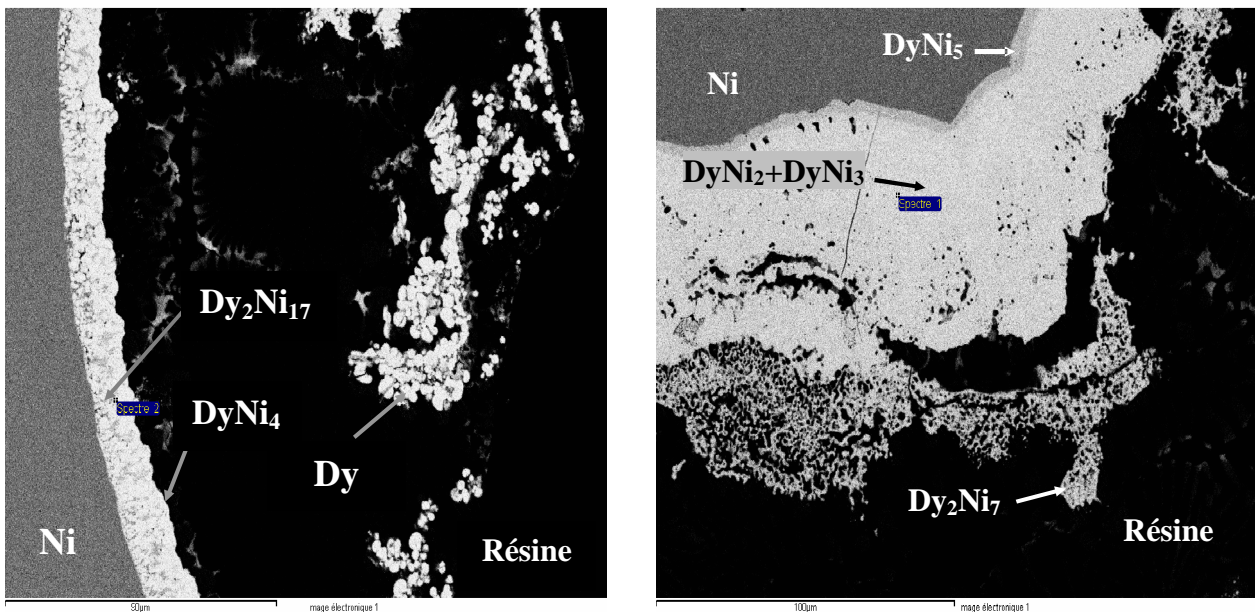 Dy₂Ni₁₇
Spectre 2
DyNi₄
Dy
Ni
Résine
90µm
mage électronique 1
DyNi₅
Ni
DyNi₂+DyNi₃
Spectre 1
Dy₂Ni₇
Résine
100µm
mage électronique 1